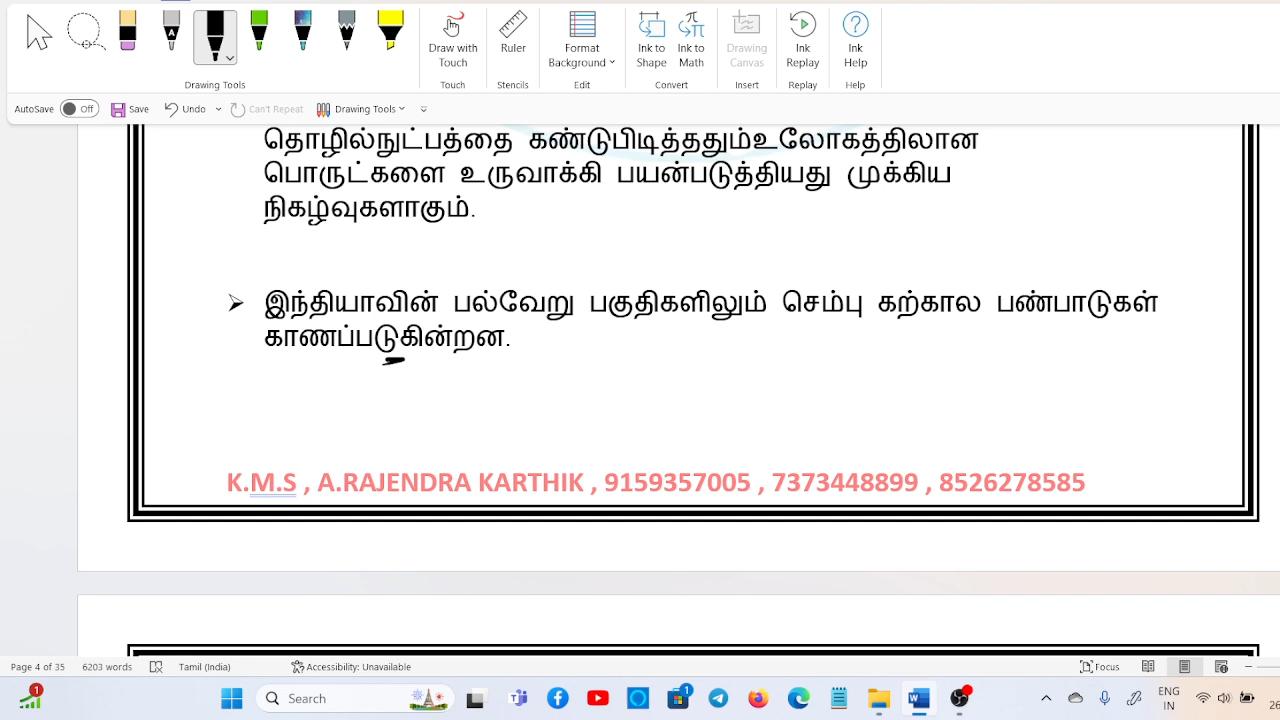 Draw with Touch
Ruler
Format Background
Ink to Shape
Ink to Math
Drawing Canvas
Ink Replay
Ink Help
Drawing Tools
Touch
Stencils
Edit
Convert
Insert
Replay
Help
AutoSave Off Save Undo Can't Repeat Drawing Tools
தொழில்நுட்பத்தை கண்டுபிடித்ததும்உலோகத்திலான
பொருட்களை உருவாக்கி பயன்படுத்தியது முக்கிய
நிகழ்வுகளாகும்.
இந்தியாவின் பல்வேறு பகுதிகளிலும் செம்பு கற்கால பண்பாடுகள்
காணப்படுகின்றன.
K.M.S , A.RAJENDRA KARTHIK , 9159357005 , 7373448899 , 8526278585
Page 4 of 35 6203 words Tamil (India) Accessibility: Unavailable Focus
1 Search 1 ENG
IN